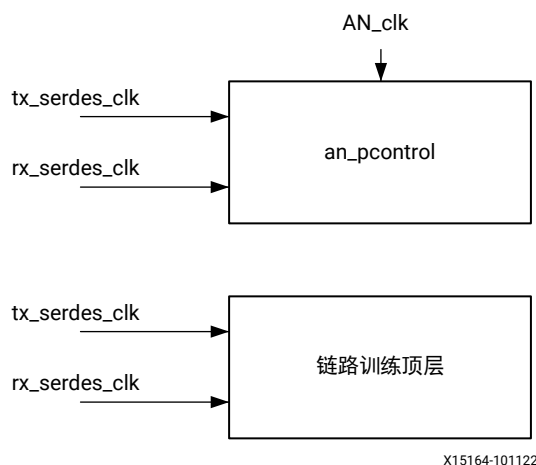 AN_clk
tx_serdes_clk
an_pcontrol
rx_serdes_clk
tx_serdes_clk
链路训练顶层
rx_serdes_clk
X15164-101122